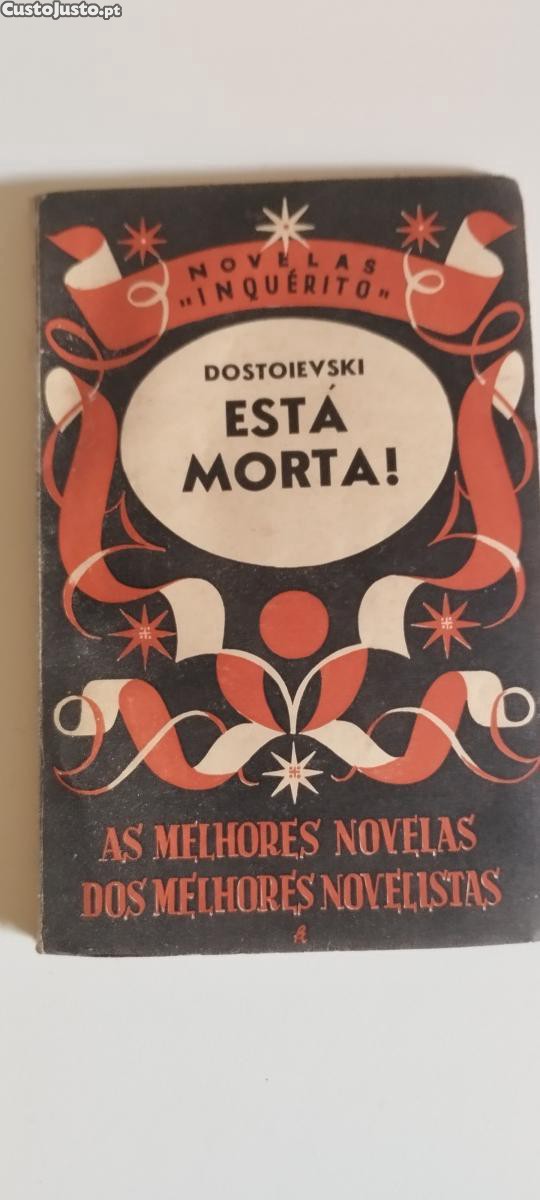 CustoJusto.pt
NOVELAS
"INQUÉRITO"
DOSTOIEVSKI
ESTÁ
MORTA!
AS MELHORES NOVELAS
DOS MELHORES NOVELISTAS